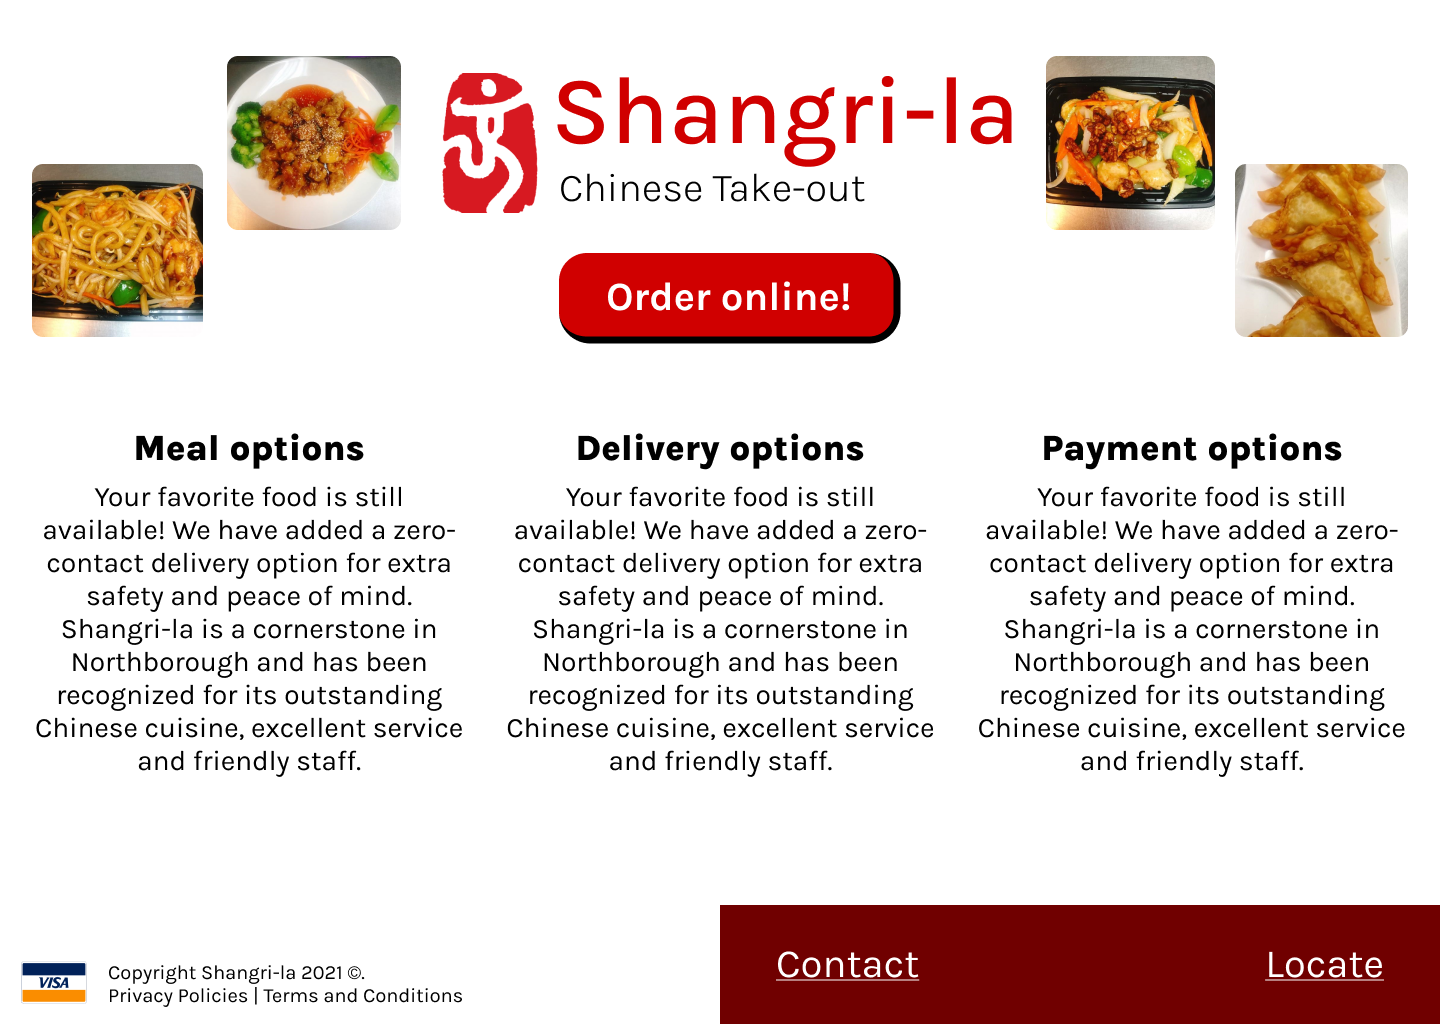 Shangri-la
Chinese Take-out
Order online!
Meal options
Your favorite food is still
available! We have added a zero-
contact delivery option for extra
safety and peace of mind.
Shangri-la is a cornerstone in
Northborough and has been
recognized for its outstanding
Chinese cuisine, excellent service
and friendly staff.
Delivery options
Your favorite food is still
available! We have added a zero-
contact delivery option for extra
safety and peace of mind.
Shangri-la is a cornerstone in
Northborough and has been
recognized for its outstanding
Chinese cuisine, excellent service
and friendly staff.
Payment options
Your favorite food is still
available! We have added a zero-
contact delivery option for extra
safety and peace of mind.
Shangri-la is a cornerstone in
Northborough and has been
recognized for its outstanding
Chinese cuisine, excellent service
and friendly staff.
VISA
Copyright Shangri-la 2021 ©.
Privacy Policies | Terms and Conditions
Contact
Locate